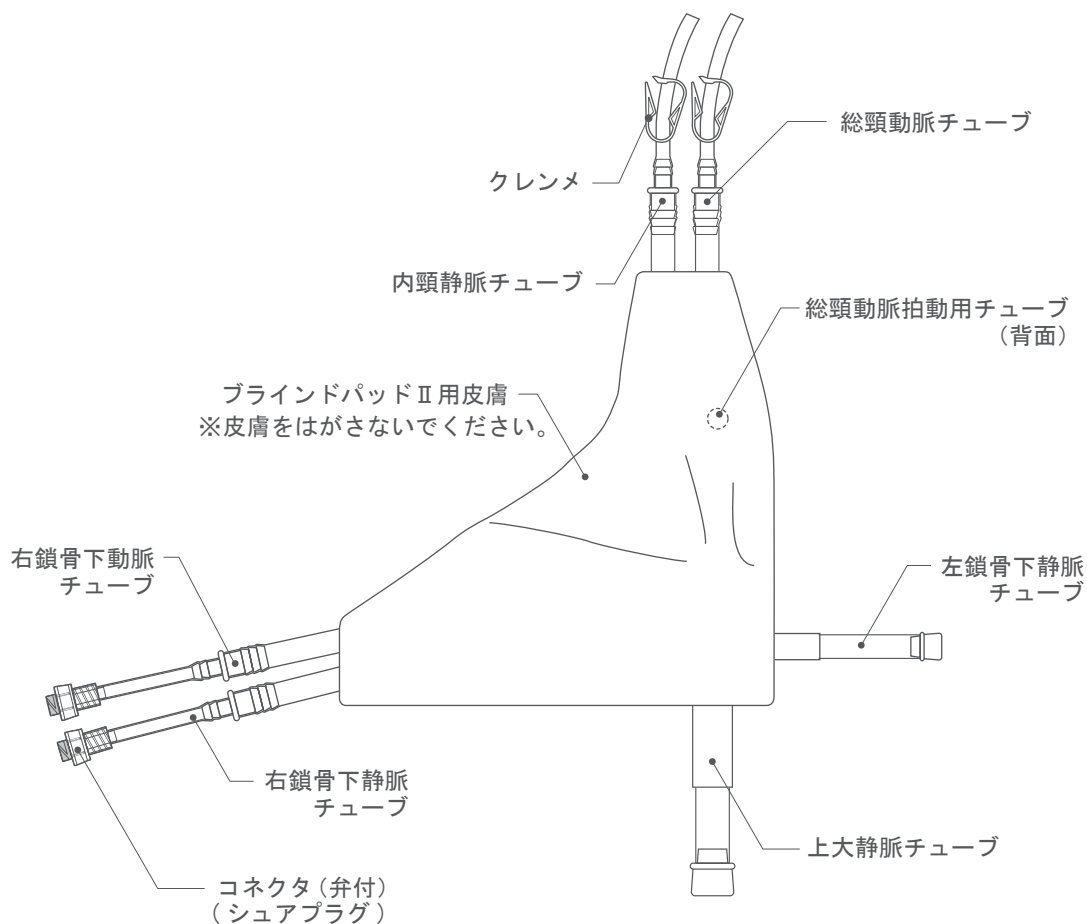 総頸動脈チューブ
クレンメ
内頸静脈チューブ
総頸動脈拍動用チューブ
（背面）
ブラインドパッドⅡ用皮膚
※皮膚をはがさないでください。
右鎖骨下動脈
チューブ
左鎖骨下静脈
チューブ
右鎖骨下静脈
チューブ
上大静脈チューブ
コネクタ（弁付）
（シュアプラグ）